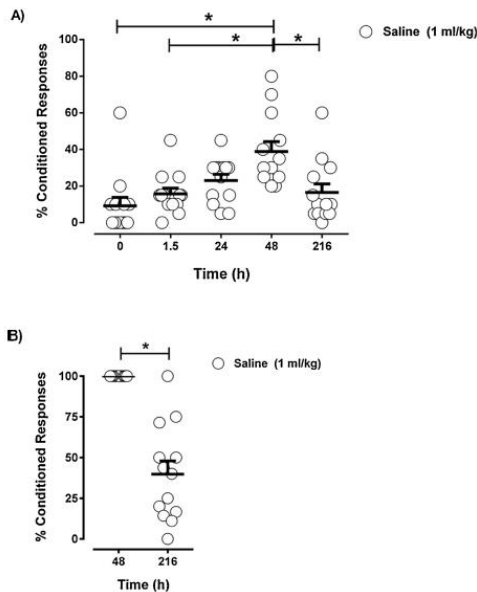 A)
* Saline (1 ml/kg)
* *
% Conditioned Responses
100
80
60
40
20
0
0 1.5 24 48 216
Time (h)
B)
* Saline (1 ml/kg)
% Conditioned Responses
100
75
50
25
0
48 216
Time (h)